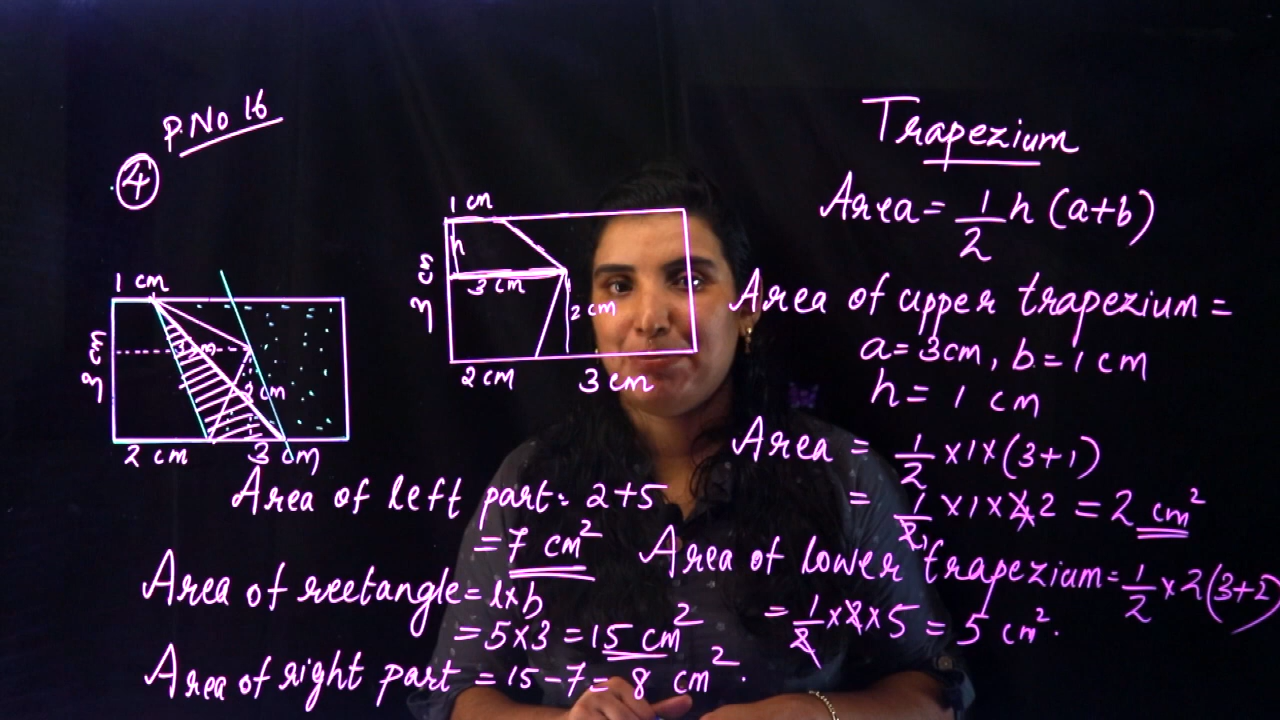 P.No 16
4
1 cm
3 cm
3 cm
2 cm
2 cm
3 cm
1 cm
h
3 cm
3 cm
2 cm
2 cm
3 cm
Area of left part = 2+5
= 7 cm²
Area of rectangle = l×b
= 5×3 = 15 cm²
Area of right part = 15-7 = 8 cm².
Trapezium
Area = 1/2 h (a+b)
Area of upper trapezium =
a = 3cm, b = 1 cm
h = 1 cm
Area = 1/2 ×1×(3+1)
= 1/2 ×1×4 2 = 2 cm²
Area of lower trapezium = 1/2 ×2(3+2)
= 1/2 ×2×5 = 5 cm².